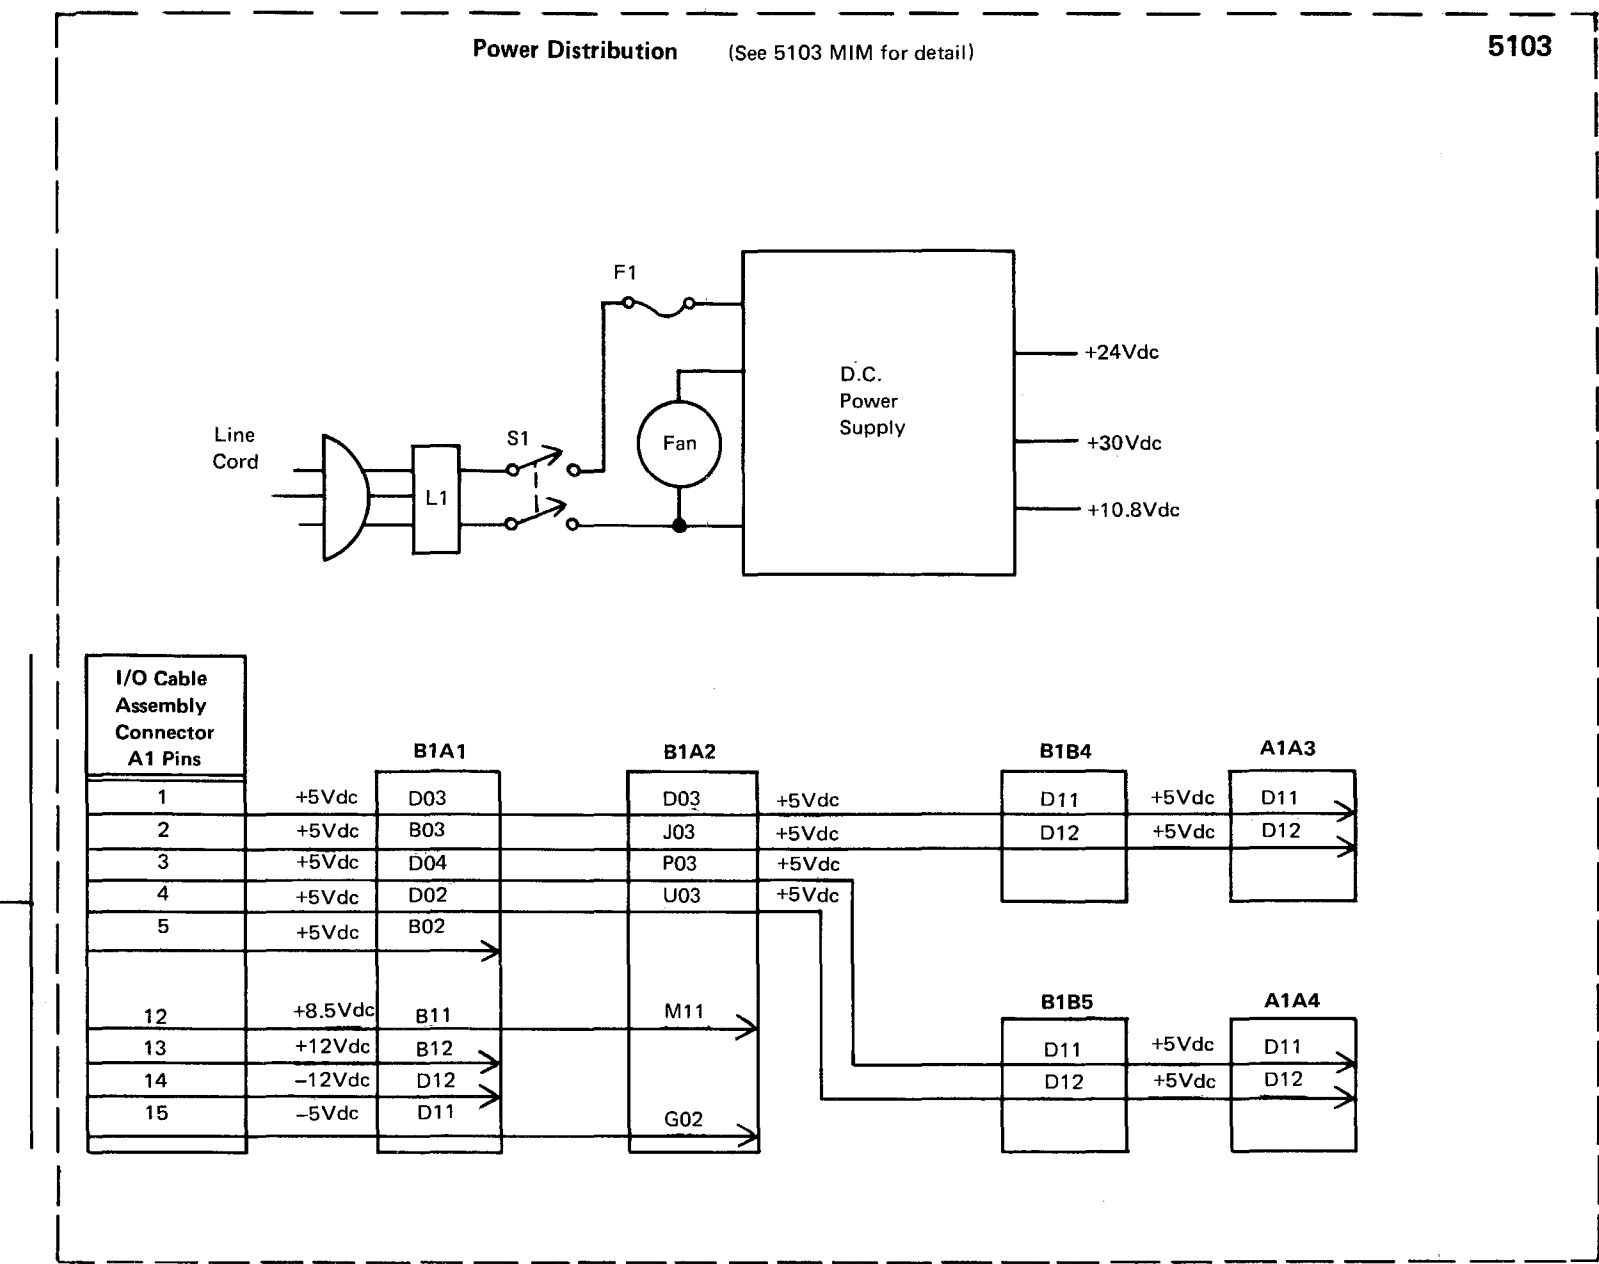 Power Distribution (See 5103 MIM for detail)
5103
F1
+24Vdc
D.C.
Power
Supply
+30Vdc
+10.8Vdc
Line
Cord
S1
Fan
L1
I/O Cable
Assembly
Connector
A1 Pins
B1A1
B1A2
B1B4
A1A3
1 +5Vdc D03 D03 +5Vdc D11 +5Vdc D11
2 +5Vdc B03 J03 +5Vdc D12 +5Vdc D12
3 +5Vdc D04 P03 +5Vdc
4 +5Vdc D02 U03 +5Vdc
5 +5Vdc B02
B1B5
A1A4
12 +8.5Vdc B11 M11
13 +12Vdc B12 D11 +5Vdc D11
14 –12Vdc D12 D12 +5Vdc D12
15 –5Vdc D11 G02